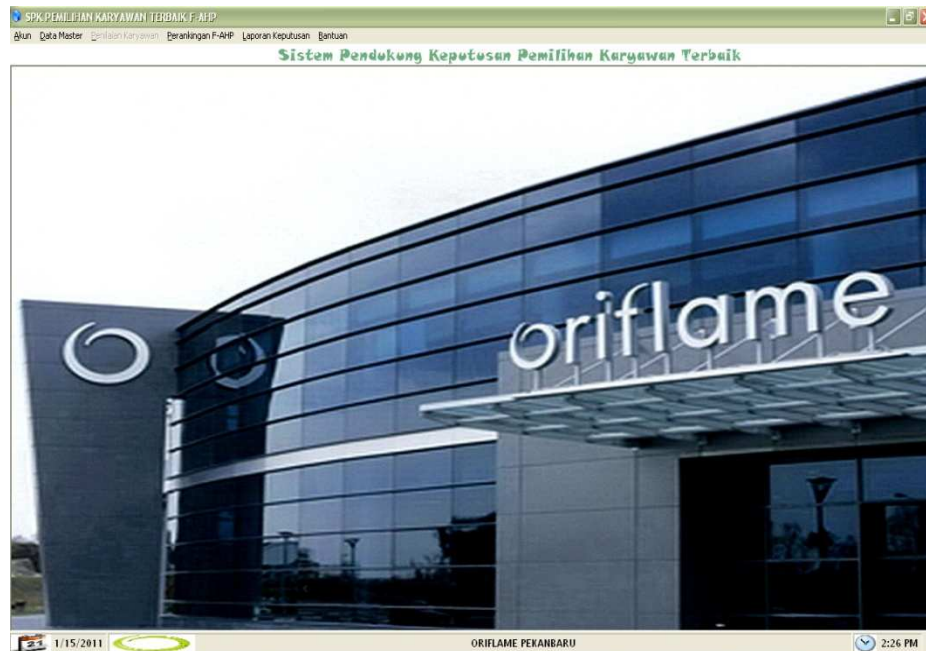 SPK PEMILIHAN KARYAWAN TERBAIK F-AHP
Akun Data Master Penilaian Karyawan Perankingan F-AHP Laporan Keputusan Bantuan
Sistem Pendukung Keputusan Pemilihan Karyawan Terbaik
oriflame
21 1/15/2011 ORIFLAME PEKANBARU 2:26 PM